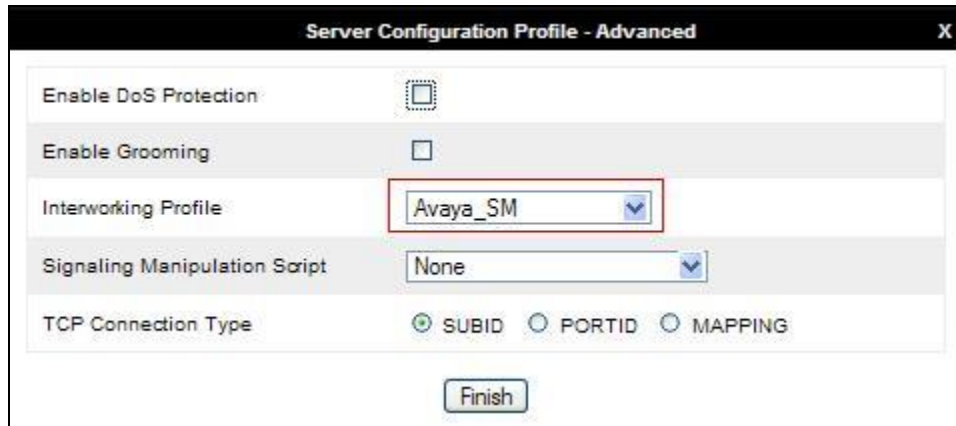 Server Configuration Profile - Advanced X
Enable DoS Protection
Enable Grooming
Interworking Profile Avaya_SM
Signaling Manipulation Script None
TCP Connection Type SUBID PORTID MAPPING
Finish